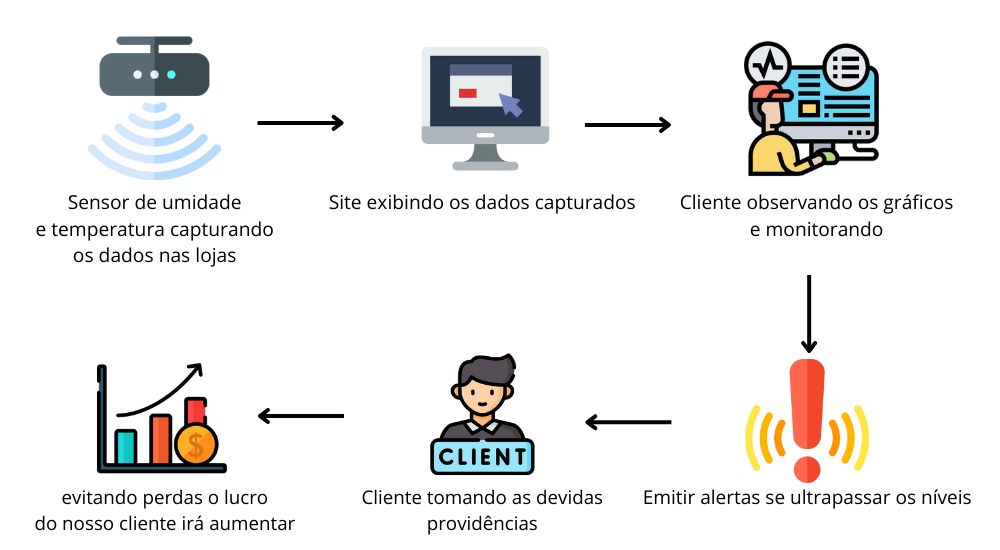 Sensor de umidade
e temperatura capturando
os dados nas lojas
Site exibindo os dados capturados
Cliente observando os gráficos
e monitorando
Emitir alertas se ultrapassar os níveis
CLIENT
Cliente tomando as devidas
providências
$
evitando perdas o lucro
do nosso cliente irá aumentar